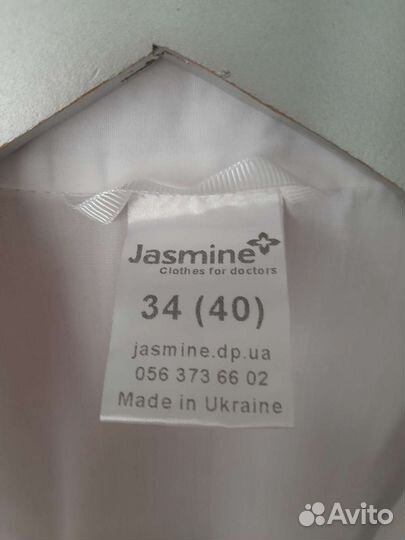 Jasmine
Clothes for doctors
34 (40)
jasmine.dp.ua
056 373 66 02
Made in Ukraine
Avito